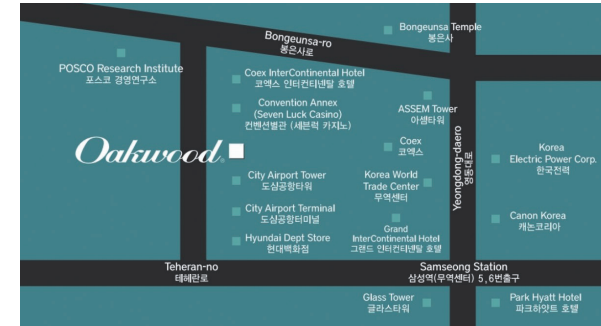 Bongeunsa Temple
봉은사
Bongeunsa-ro
봉은사로
POSCO Research Institute
포스코 경영연구소
Coex InterContinental Hotel
코엑스 인터컨티넨탈 호텔
Convention Annex
(Seven Luck Casino)
컨벤션별관 (세븐럭 카지노)
ASSEM Tower
아셈타워
Oakwood®
Coex
코엑스
Yeongdong-daero
영동대로
Korea
Electric Power Corp.
한국전력
City Airport Tower
도심공항타워
Korea World
Trade Center
무역센터
City Airport Terminal
도심공항터미널
Canon Korea
캐논코리아
Hyundai Dept Store
현대백화점
Grand
InterContinental Hotel
그랜드 인터컨티넨탈 호텔
Teheran-no
테헤란로
Samseong Station
삼성역(무역센터) 5,6번출구
Glass Tower
글라스타워
Park Hyatt Hotel
파크하얏트 호텔